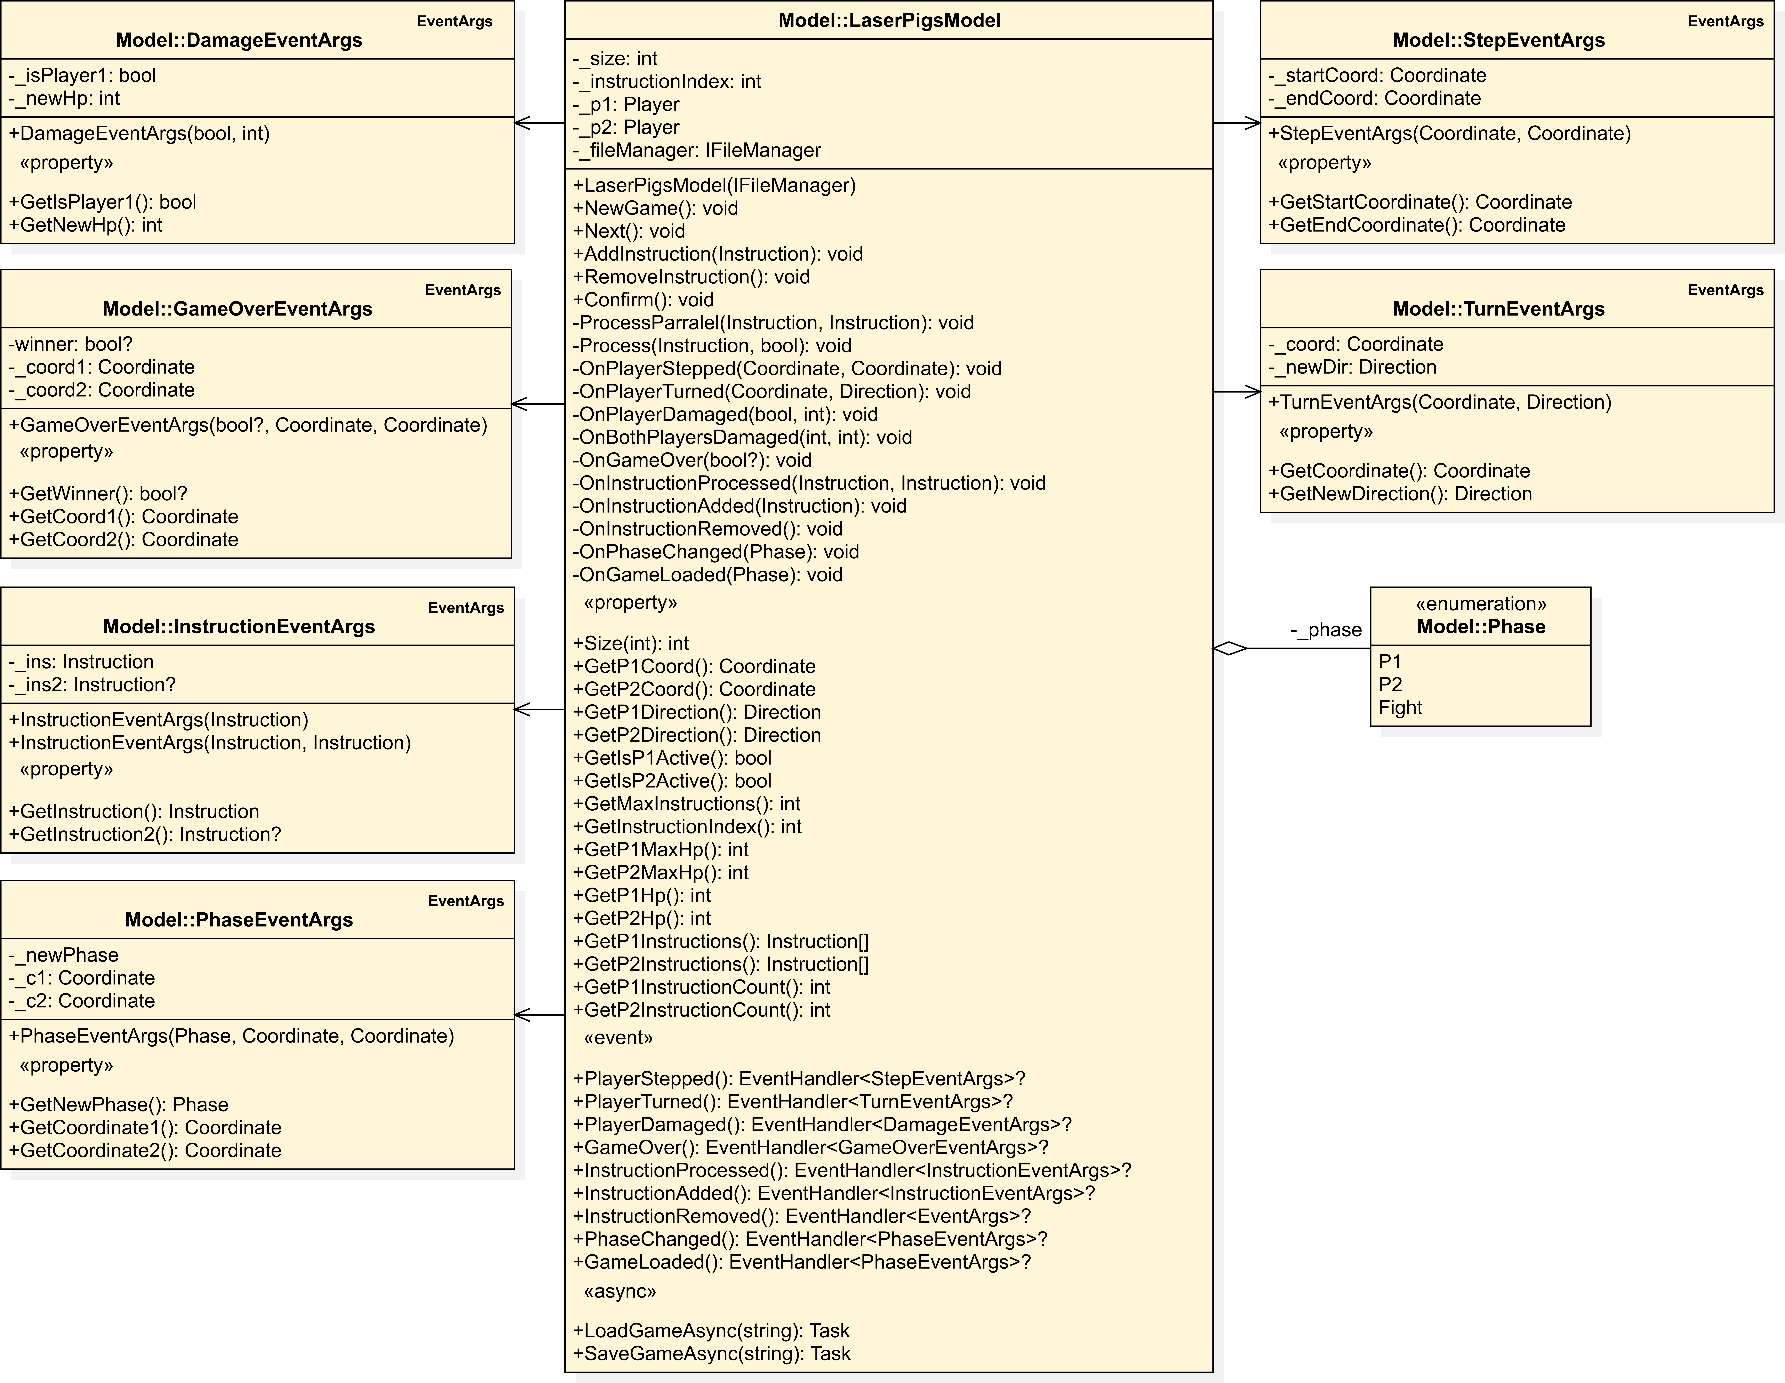 EventArgs
Model::DamageEventArgs
-_isPlayer1: bool
-_newHp: int
+DamageEventArgs(bool, int)
«property»
+GetIsPlayer1(): bool
+GetNewHp(): int
EventArgs
Model::GameOverEventArgs
-winner: bool?
-_coord1: Coordinate
-_coord2: Coordinate
+GameOverEventArgs(bool?, Coordinate, Coordinate)
«property»
+GetWinner(): bool?
+GetCoord1(): Coordinate
+GetCoord2(): Coordinate
EventArgs
Model::InstructionEventArgs
-_ins: Instruction
-_ins2: Instruction?
+InstructionEventArgs(Instruction)
+InstructionEventArgs(Instruction, Instruction)
«property»
+GetInstruction(): Instruction
+GetInstruction2(): Instruction?
EventArgs
Model::PhaseEventArgs
-_newPhase
-_c1: Coordinate
-_c2: Coordinate
+PhaseEventArgs(Phase, Coordinate, Coordinate)
«property»
+GetNewPhase(): Phase
+GetCoordinate1(): Coordinate
+GetCoordinate2(): Coordinate
Model::LaserPigsModel
-_size: int
-_instructionIndex: int
-_p1: Player
-_p2: Player
-_fileManager: IFileManager
+LaserPigsModel(IFileManager)
+NewGame(): void
+Next(): void
+AddInstruction(Instruction): void
+RemoveInstruction(): void
+Confirm(): void
-ProcessParralel(Instruction, Instruction): void
-Process(Instruction, bool): void
-OnPlayerStepped(Coordinate, Coordinate): void
-OnPlayerTurned(Coordinate, Direction): void
-OnPlayerDamaged(bool, int): void
-OnBothPlayersDamaged(int, int): void
-OnGameOver(bool?): void
-OnInstructionProcessed(Instruction, Instruction): void
-OnInstructionAdded(Instruction): void
-OnInstructionRemoved(): void
-OnPhaseChanged(Phase): void
-OnGameLoaded(Phase): void
«property»
+Size(int): int
+GetP1Coord(): Coordinate
+GetP2Coord(): Coordinate
+GetP1Direction(): Direction
+GetP2Direction(): Direction
+GetIsP1Active(): bool
+GetIsP2Active(): bool
+GetMaxInstructions(): int
+GetInstructionIndex(): int
+GetP1MaxHp(): int
+GetP2MaxHp(): int
+GetP1Hp(): int
+GetP2Hp(): int
+GetP1Instructions(): Instruction[]
+GetP2Instructions(): Instruction[]
+GetP1InstructionCount(): int
+GetP2InstructionCount(): int
«event»
+PlayerStepped(): EventHandler<StepEventArgs>?
+PlayerTurned(): EventHandler<TurnEventArgs>?
+PlayerDamaged(): EventHandler<DamageEventArgs>?
+GameOver(): EventHandler<GameOverEventArgs>?
+InstructionProcessed(): EventHandler<InstructionEventArgs>?
+InstructionAdded(): EventHandler<InstructionEventArgs>?
+InstructionRemoved(): EventHandler<EventArgs>?
+PhaseChanged(): EventHandler<PhaseEventArgs>?
+GameLoaded(): EventHandler<PhaseEventArgs>?
«async»
+LoadGameAsync(string): Task
+SaveGameAsync(string): Task
EventArgs
Model::StepEventArgs
-_startCoord: Coordinate
-_endCoord: Coordinate
+StepEventArgs(Coordinate, Coordinate)
«property»
+GetStartCoordinate(): Coordinate
+GetEndCoordinate(): Coordinate
EventArgs
Model::TurnEventArgs
-_coord: Coordinate
-_newDir: Direction
+TurnEventArgs(Coordinate, Direction)
«property»
+GetCoordinate(): Coordinate
+GetNewDirection(): Direction
-_phase
«enumeration»
Model::Phase
P1
P2
Fight